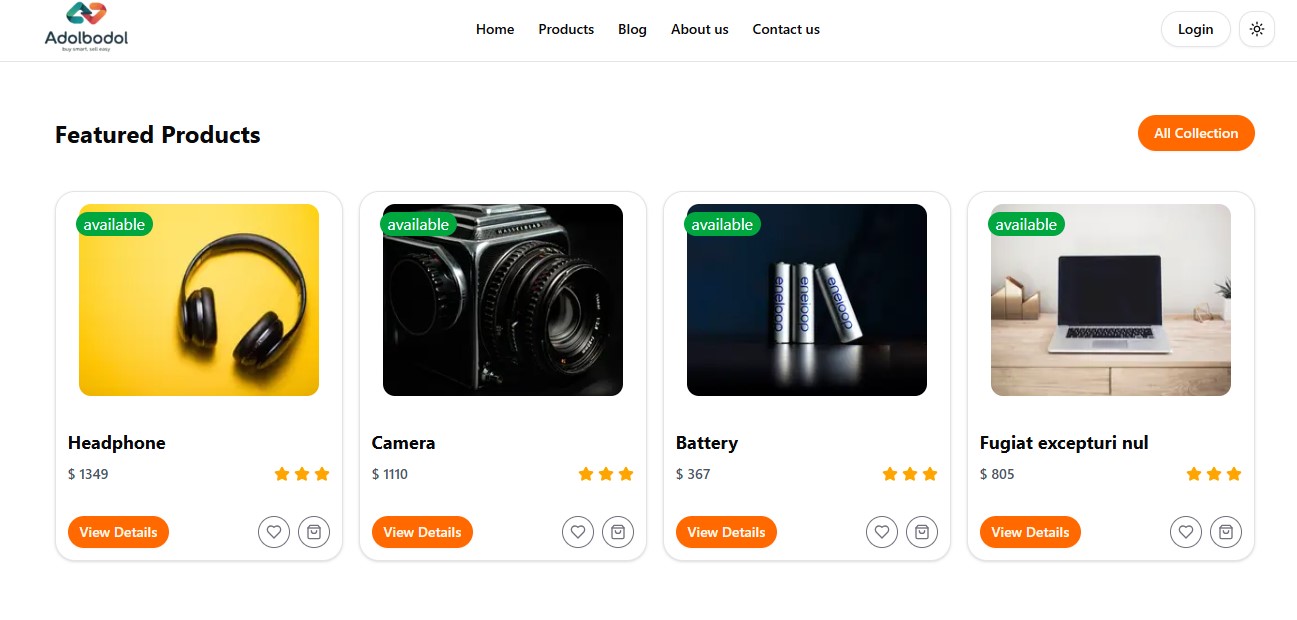 Adolbodol
buy smart. sell easy
Home Products Blog About us Contact us
Login
Featured Products
All Collection
available
available
HASSELBLAD
available
eneloop
eneloop
eneloop
available
Headphone
$ 1349
View Details
Camera
$ 1110
View Details
Battery
$ 367
View Details
Fugiat excepturi nul
$ 805
View Details